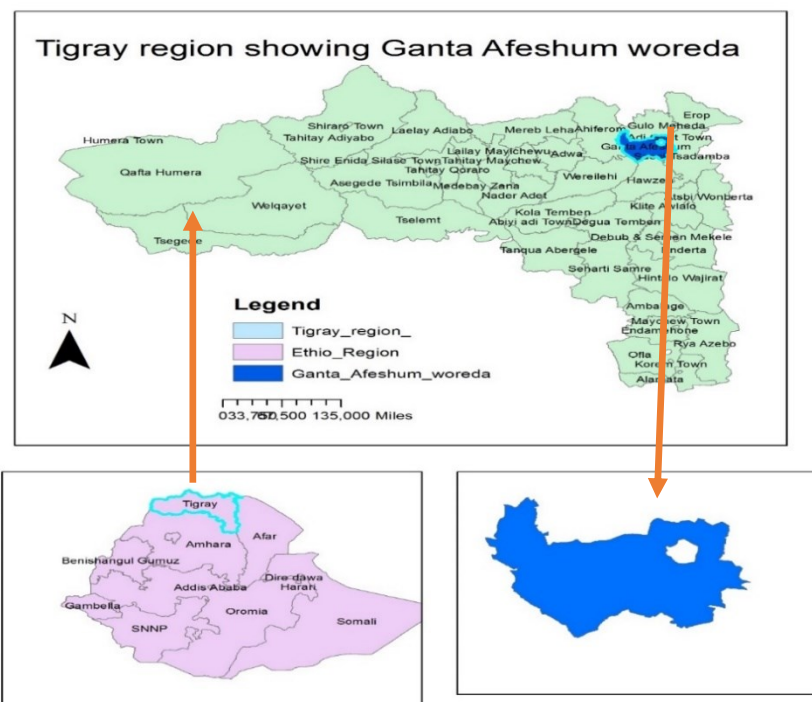 Tigray region showing Ganta Afeshum woreda
Erop
Shiraro Town
Mereb Leha
Ahiferom
Gulo Meheda
Humera Town
Tahitay Adiyabo
Laelay Adiabo
Town
Lailay Mayichewu
Adwa
Ganta Afeshum
Shire Enida Silase Town
Tahitay Maychew
Tsadamba
Qafta Humera
Tahitay Qoraro
Wereilehi
Hawzen
Asegede Tsimbila
Medebay Zana
Nader Adet
Atsbi Wonberta
Welqayet
Kola Temben
Klite Awlalo
Tselemt
Abiyi adi Town
Degua Temben
Tsegede
Debub & Semen Mekele
Tanqua Abergele
Enderta
Seharti Samre
Hintalo Wajirat
N
Legend
Ambalage
Tigray_region_
Maychew Town
Endamehone
Ethio_Region
Rya Azebo
Ofla
Korem Town
Ganta_Afeshum_woreda
Alamata
135,000 Miles
Tigray
Afar
Amhara
Benishangul Gumuz
Dire dawa
Addis Ababa
Harari
Gambella
Oromia
SNNP
Somali